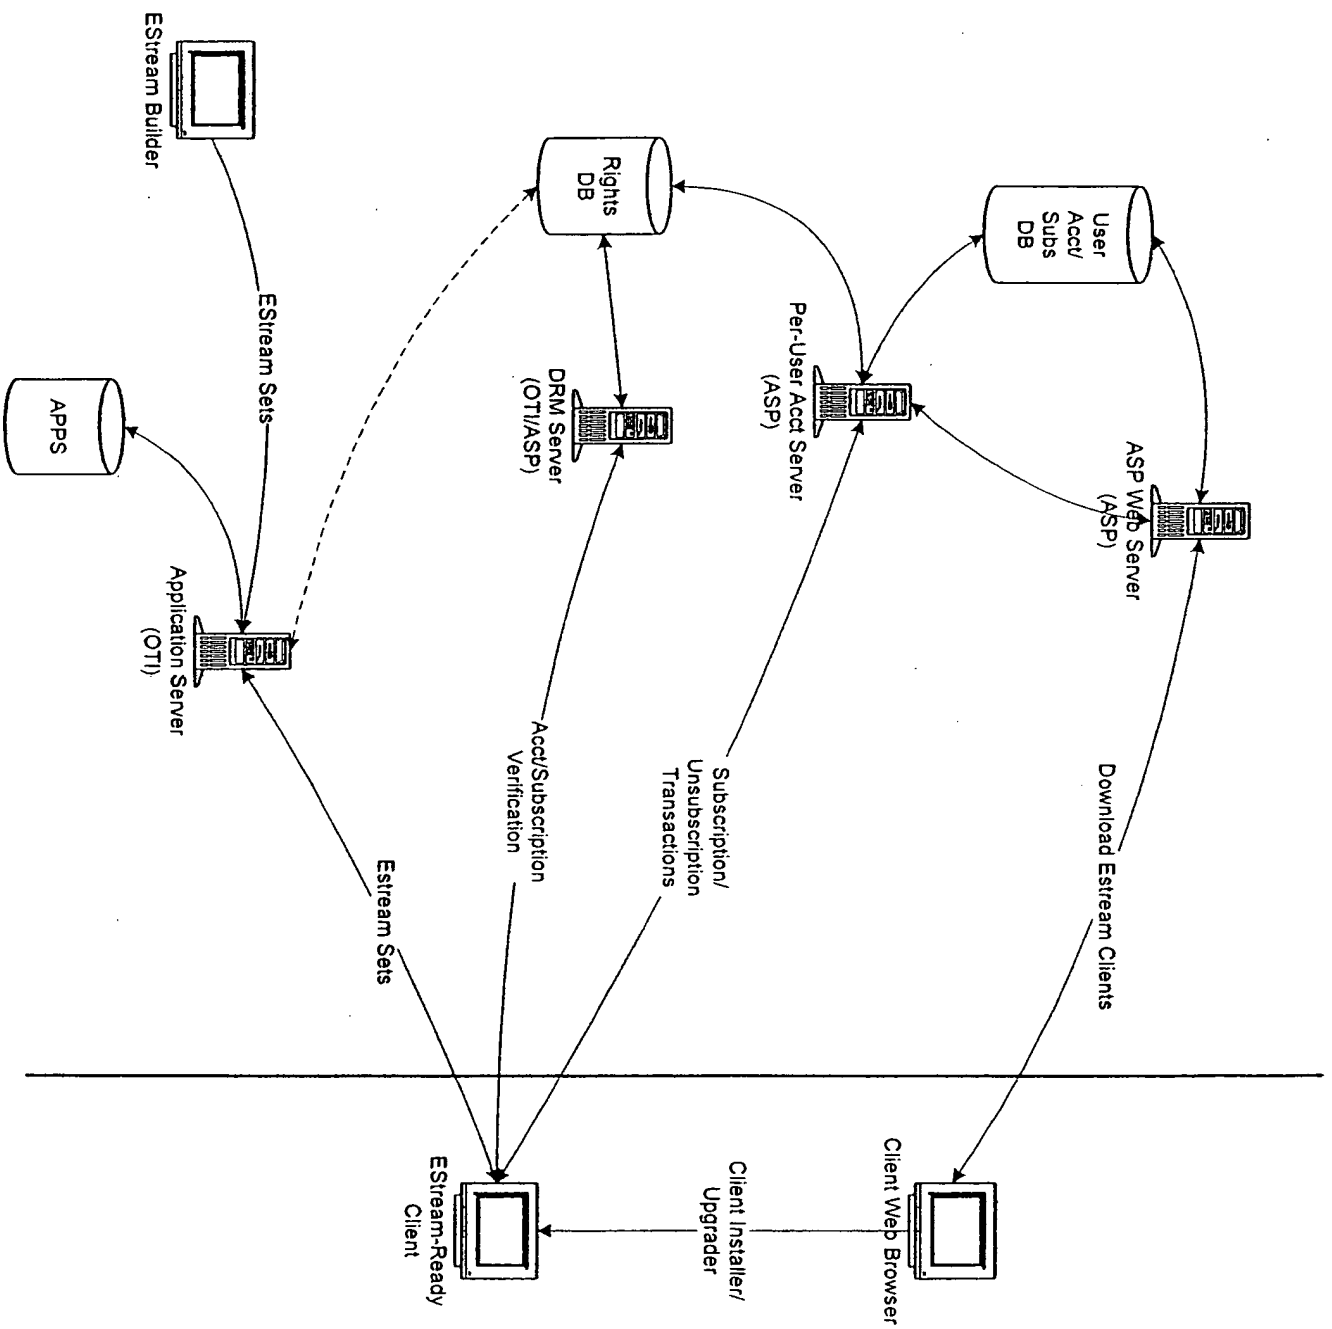 ASP Web Server
(ASP)
User
Acct/
Subs
DB
Download Estream Clients
Client Web Browser
Per-User Acct Server
(ASP)
Subscription/
Unsubscription
Transactions
Client Installer/
Upgrader
Rights
DB
DRM Server
(OTI/ASP)
Acct/Subscription
Verification
EStream-Ready
Client
Estream Sets
EStream Sets
EStream Builder
Application Server
(OTI)
APPS